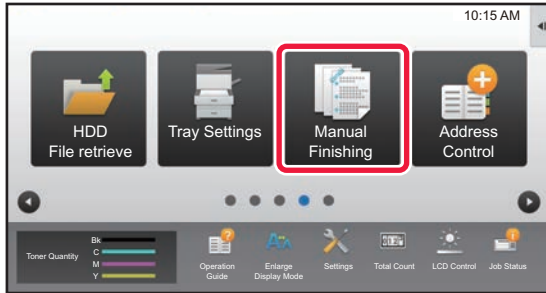 10:15 AM
HDD
File retrieve
Tray Settings
Manual
Finishing
Address
Control
Toner Quantity
Bk
C
M
Y
Operation
Guide
Enlarge
Display Mode
Settings
Total Count
LCD Control
Job Status